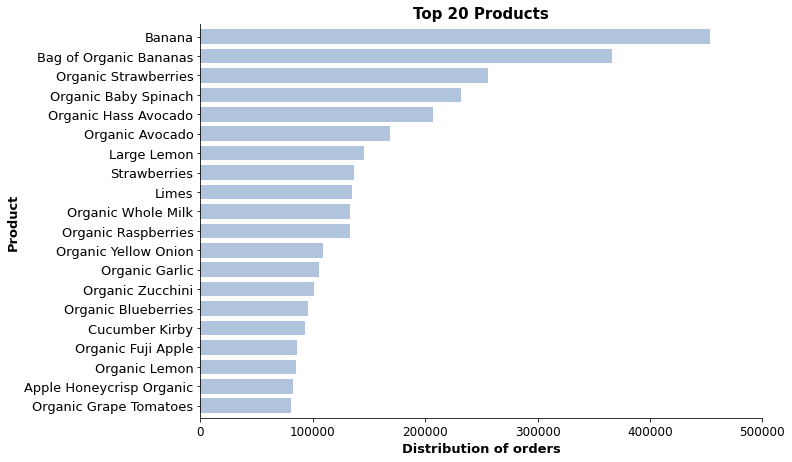 Top 20 Products
Product
Banana
Bag of Organic Bananas
Organic Strawberries
Organic Baby Spinach
Organic Hass Avocado
Organic Avocado
Large Lemon
Strawberries
Limes
Organic Whole Milk
Organic Raspberries
Organic Yellow Onion
Organic Garlic
Organic Zucchini
Organic Blueberries
Cucumber Kirby
Organic Fuji Apple
Organic Lemon
Apple Honeycrisp Organic
Organic Grape Tomatoes
0 100000 200000 300000 400000 500000
Distribution of orders